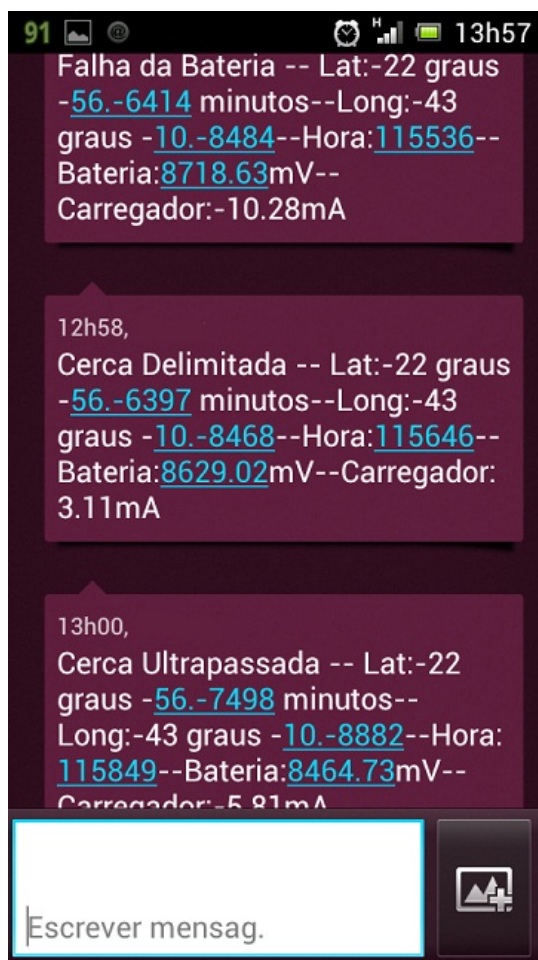 91 @ H 13h57
Falha da Bateria -- Lat:-22 graus
-56.-6414 minutos--Long:-43
graus -10.-8484--Hora:115536--
Bateria:8718.63mV--
Carregador:-10.28mA
12h58,
Cerca Delimitada -- Lat:-22 graus
-56.-6397 minutos--Long:-43
graus -10.-8468--Hora:115646--
Bateria:8629.02mV--Carregador:
3.11mA
13h00,
Cerca Ultrapassada -- Lat:-22
graus -56.-7498 minutos--
Long:-43 graus -10.-8882--Hora:
115849--Bateria:8464.73mV--
Carregador:-5.81mA
Escrever mensag.